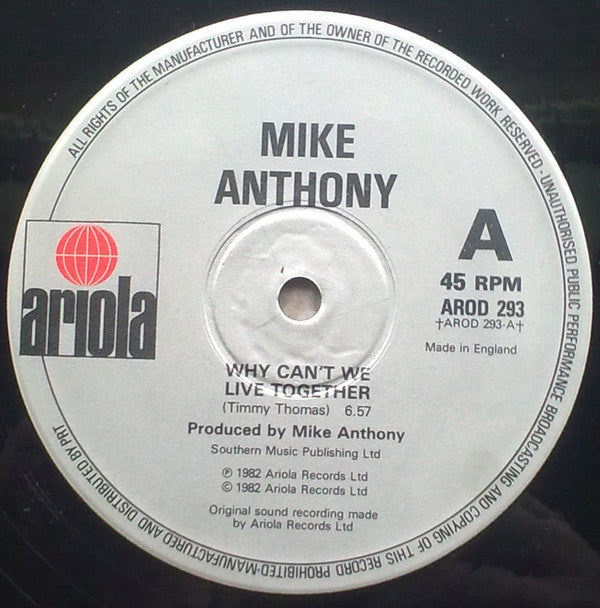 ALL RIGHTS OF THE MANUFACTURER AND OF THE OWNER OF THE RECORDED WORK RESERVED · UNAUTHORISED PUBLIC PERFORMANCE BROADCASTING AND COPYING OF THIS RECORD PROHIBITED · MANUFACTURED AND DISTRIBUTED BY PRT
MIKE
ANTHONY
ariola
A
45 RPM
AROD 293
†AROD 293·A†
Made in England
WHY CAN'T WE
LIVE TOGETHER
(Timmy Thomas) 6.57
Produced by Mike Anthony
Southern Music Publishing Ltd
℗ 1982 Ariola Records Ltd
© 1982 Ariola Records Ltd
Original sound recording made
by Ariola Records Ltd